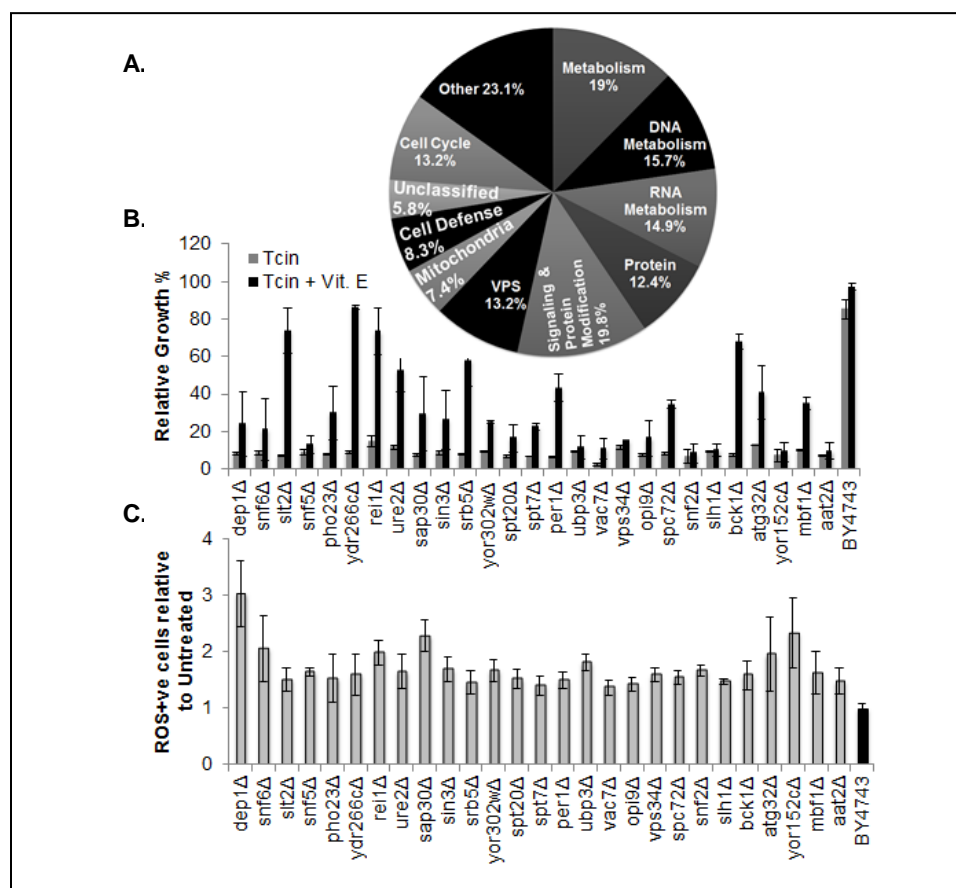 A.
Metabolism
19%
DNA
Metabolism
15.7%
RNA
Metabolism
14.9%
Protein
12.4%
Signaling &
Protein
Modification
19.8%
VPS
13.2%
Mitochondria
7.4%
Cell Defense
8.3%
Unclassified
5.8%
Cell Cycle
13.2%
Other 23.1%
B.
Relative Growth %
120
100
80
60
40
20
0
Tcin
Tcin + Vit. E
dep1Δ
snf6Δ
sit2Δ
snf5Δ
pho23Δ
ydr266cΔ
rei1Δ
ure2Δ
sap30Δ
sin3Δ
srb5Δ
yor302wΔ
spt20Δ
spt7Δ
per1Δ
ubp3Δ
vac7Δ
vps34Δ
opi9Δ
spc72Δ
snf2Δ
slh1Δ
bck1Δ
atg32Δ
yor152cΔ
mbf1Δ
aat2Δ
BY4743
C.
ROS+ve cells relative
to Untreated
4
3
2
1
0
dep1Δ
snf6Δ
sit2Δ
snf5Δ
pho23Δ
ydr266cΔ
rei1Δ
ure2Δ
sap30Δ
sin3Δ
srb5Δ
yor302wΔ
spt20Δ
spt7Δ
per1Δ
ubp3Δ
vac7Δ
opi9Δ
vps34Δ
spc72Δ
snf2Δ
slh1Δ
bck1Δ
atg32Δ
yor152cΔ
mbf1Δ
aat2Δ
BY4743